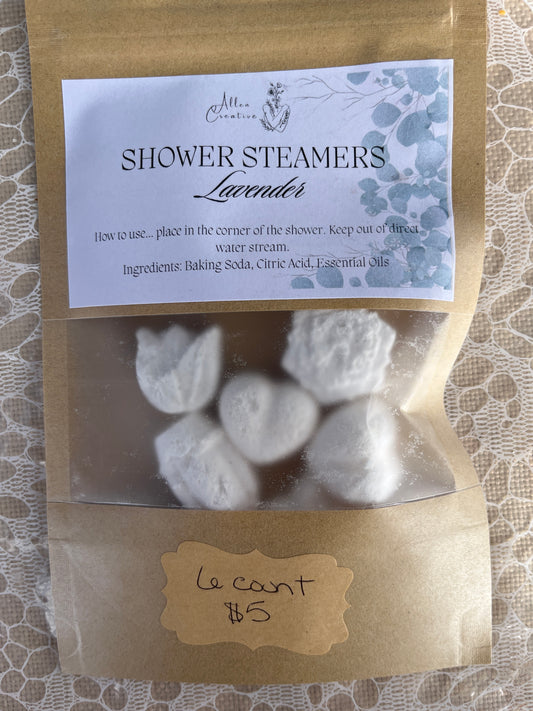 Allen
Creative
SHOWER STEAMERS
Lavender
How to use... place in the corner of the shower. Keep out of direct
water stream.
Ingredients: Baking Soda, Citric Acid, Essential Oils
6 count
$5